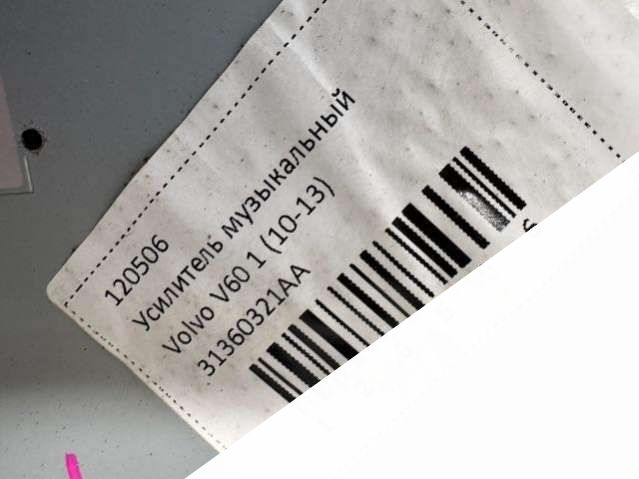 120506
Усилитель музыкальный
Volvo V60 1 (10-13)
31360321AA